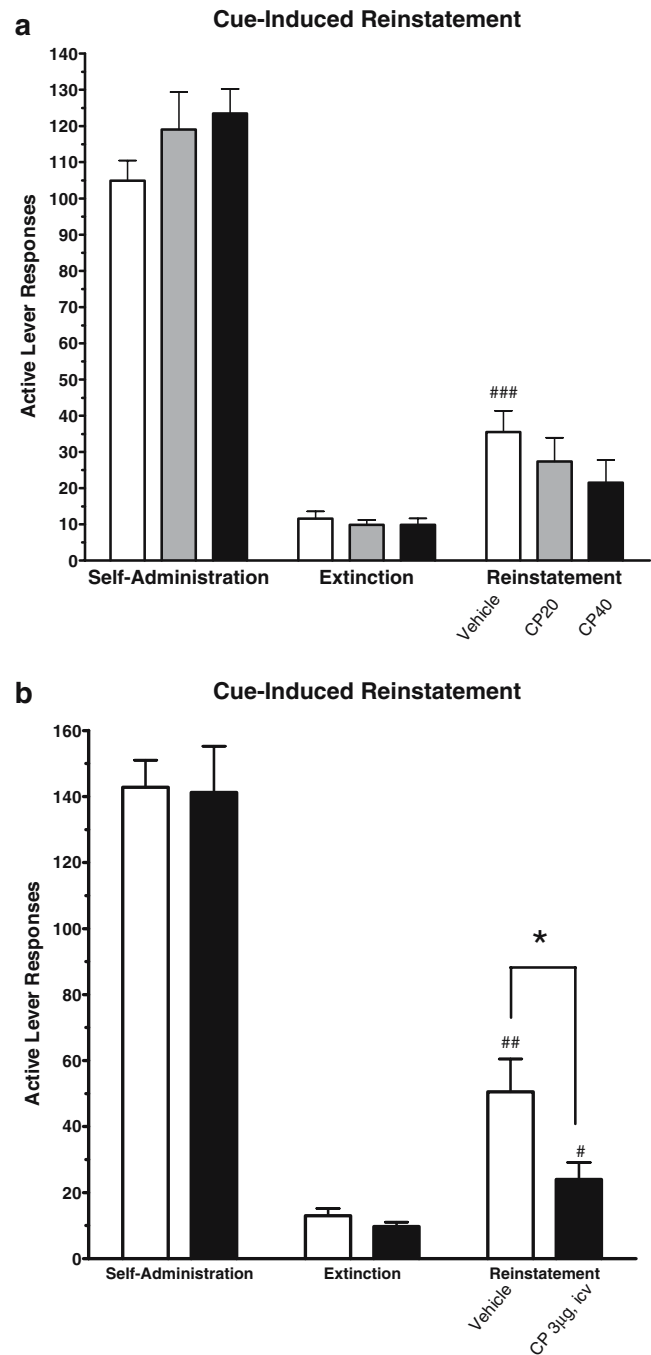 a
Cue-Induced Reinstatement
140
130
120
110
100
90
80
70
60
50
40
30
20
10
0
Active Lever Responses
###
Self-Administration Extinction Reinstatement
Vehicle CP20 CP40
b
Cue-Induced Reinstatement
160
140
120
100
80
60
40
20
0
Active Lever Responses
*
##
#
Self-Administration Extinction Reinstatement
Vehicle CP 3µg, icv